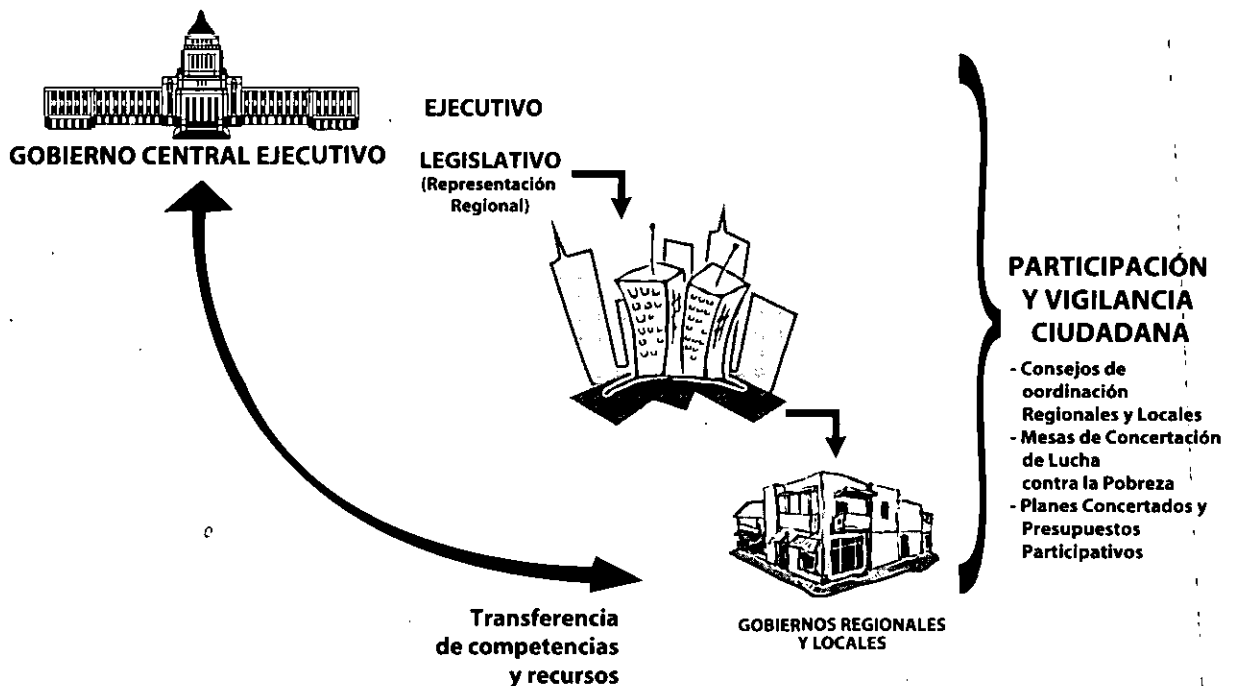 GOBIERNO CENTRAL EJECUTIVO
EJECUTIVO
LEGISLATIVO
(Representación
Regional)
PARTICIPACIÓN
Y VIGILANCIA
CIUDADANA
- Consejos de
oordinación
Regionales y Locales
- Mesas de Concertación
de Lucha
contra la Pobreza
- Planes Concertados y
Presupuestos
Participativos
Transferencia
de competencias
y recursos
GOBIERNOS REGIONALES
Y LOCALES